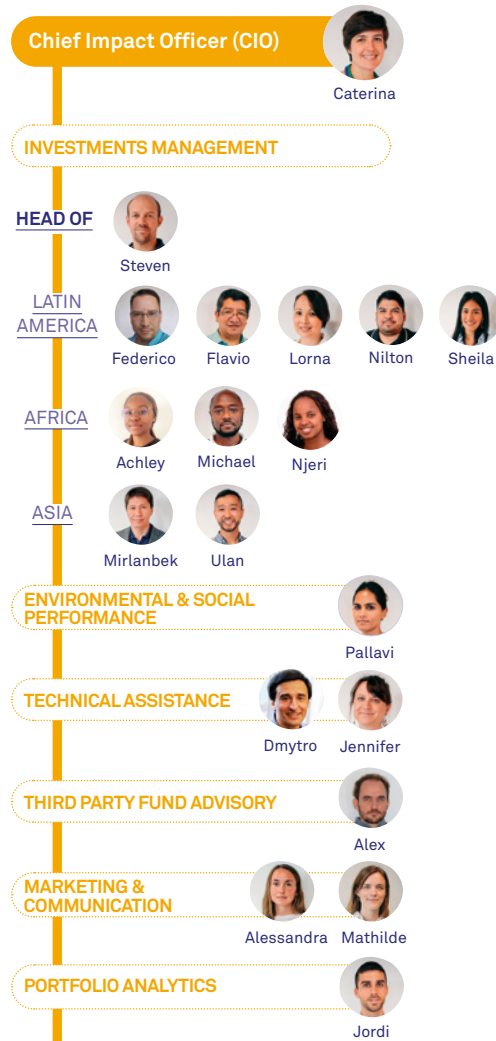 Chief Impact Officer (CIO)
Caterina
INVESTMENTS MANAGEMENT
HEAD OF
Steven
LATIN
AMERICA
Federico Flavio Lorna Nilton Sheila
AFRICA
Achley Michael Njeri
ASIA
Mirlanbek Ulan
ENVIRONMENTAL & SOCIAL
PERFORMANCE
Pallavi
TECHNICAL ASSISTANCE
Dmytro Jennifer
THIRD PARTY FUND ADVISORY
Alex
MARKETING &
COMMUNICATION
Alessandra Mathilde
PORTFOLIO ANALYTICS
Jordi